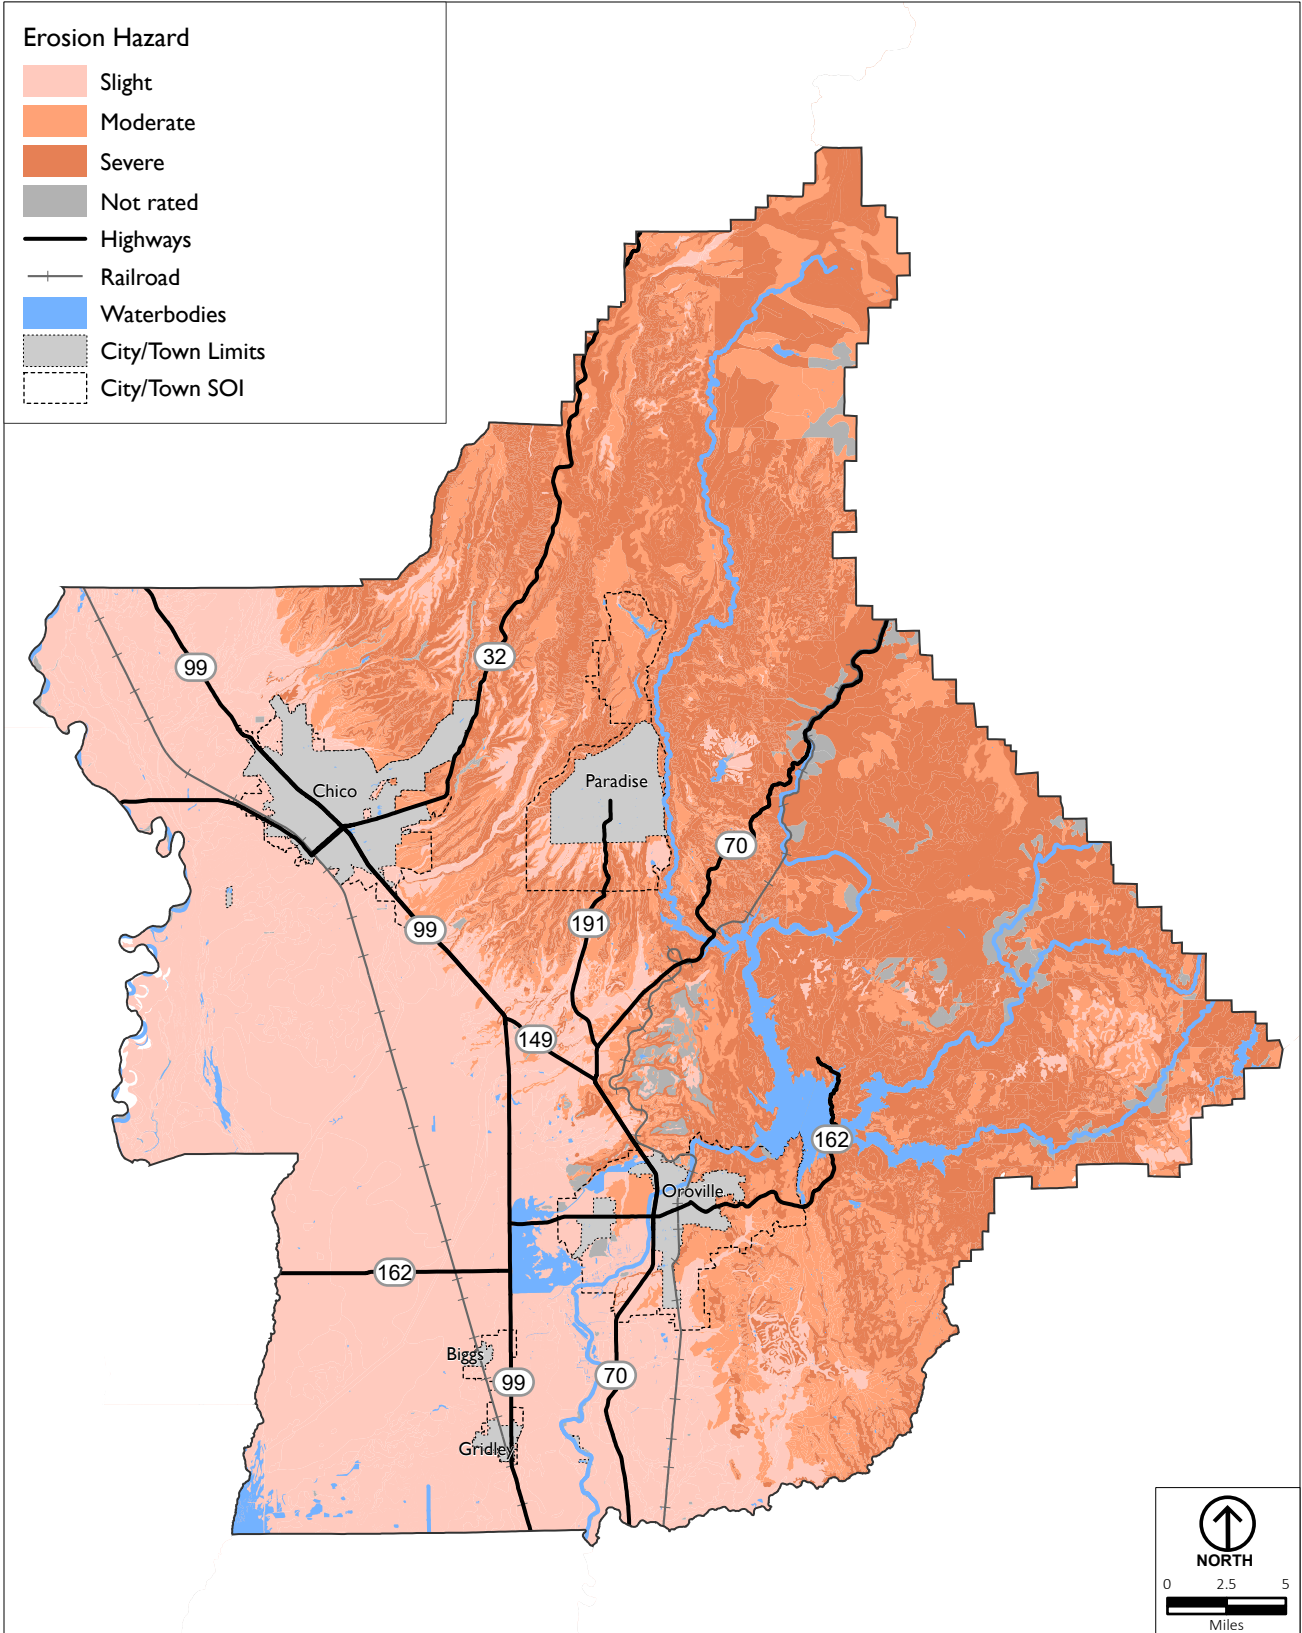 Erosion Hazard
Slight
Moderate
Severe
Not rated
Highways
Railroad
Waterbodies
City/Town Limits
City/Town SOI
99
32
Chico
Paradise
70
191
99
149
162
Oroville
162
Biggs
99
70
Gridley
NORTH
0 2.5 5
Miles